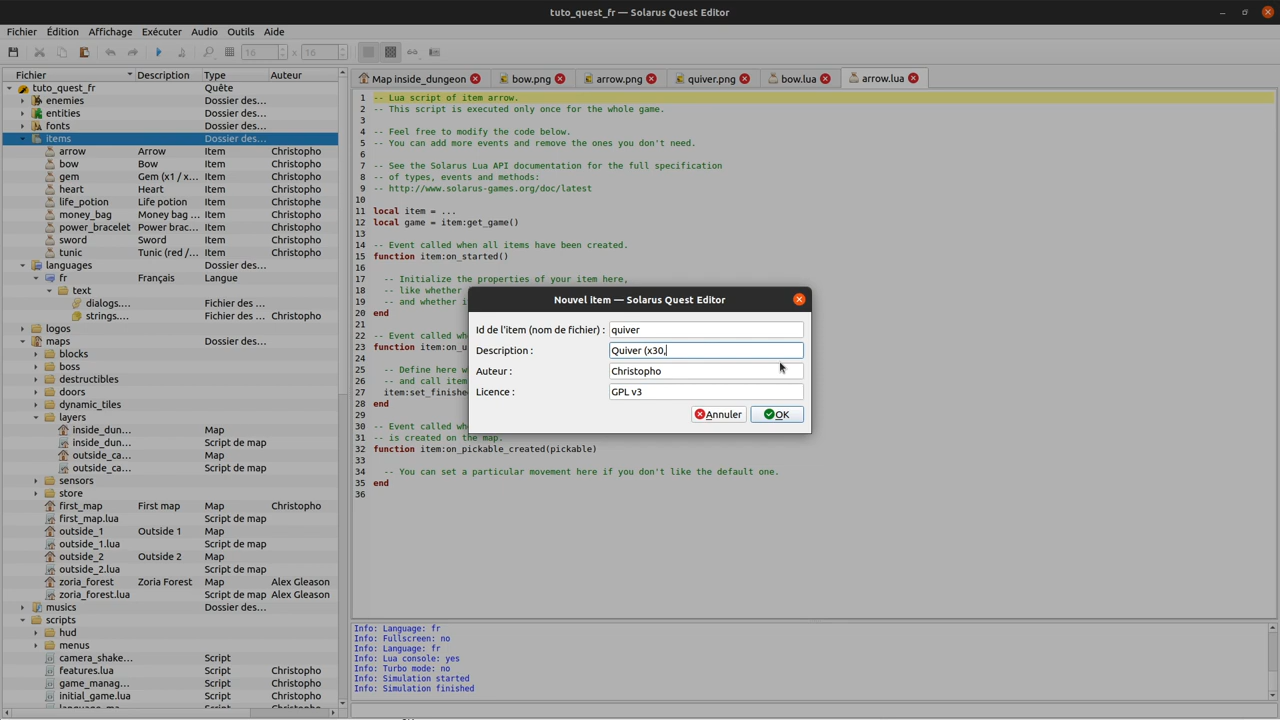 tuto_quest_fr — Solarus Quest Editor
Fichier Édition Affichage Exécuter Audio Outils Aide
16 x 16
Fichier Description Type Auteur
tuto_quest_fr Quête
enemies Dossier des...
entities Dossier des...
fonts Dossier des...
items Dossier des...
arrow Arrow Item Christopho
bow Bow Item Christopho
gem Gem (x1 / x... Item Christopho
heart Heart Item Christopho
life_potion Life potion Item Christophe
money_bag Money bag ... Item Christopho
power_bracelet Power brac... Item Christopho
sword Sword Item Christopho
tunic Tunic (red /... Item Christopho
languages Dossier des...
fr Français Langue
text
dialogs.... Fichier des ...
strings.... Fichier des ... Christopho
logos Dossier des...
maps Dossier des...
blocks
boss
destructibles
doors
dynamic_tiles
layers
inside_dun... Map
inside_dun... Script de map
outside_ca... Map
outside_ca... Script de map
sensors
store
first_map First map Map Christopho
first_map.lua Script de map
outside_1 Outside 1 Map
outside_1.lua Script de map
outside_2 Outside 2 Map
outside_2.lua Script de map
zoria_forest Zoria Forest Map Alex Gleason
zoria_forest.lua Script de map Alex Gleason
musics Dossier des...
scripts
hud
menus
camera_shake... Script
features.lua Script Christopho
game_manag... Script Christopho
initial_game.lua Script Christopho
Map inside_dungeon bow.png arrow.png quiver.png bow.lua arrow.lua
1 -- Lua script of item arrow.
2 -- This script is executed only once for the whole game.
3
4 -- Feel free to modify the code below.
5 -- You can add more events and remove the ones you don't need.
6
7 -- See the Solarus Lua API documentation for the full specification
8 -- of types, events and methods:
9 -- http://www.solarus-games.org/doc/latest
10
11 local item = ...
12 local game = item:get_game()
13
14 -- Event called when all items have been created.
15 function item:on_started()
16
17 -- Initialize the properties of your item here,
18 -- like whether
19 -- and whether i
20 end
21
22 -- Event called whe
23 function item:on_u
24
25 -- Define here w
26 -- and call item
27 item:set_finishe
28 end
29
30 -- Event called whe
31 -- is created on the map.
32 function item:on_pickable_created(pickable)
33
34 -- You can set a particular movement here if you don't like the default one.
35 end
36
Nouvel item — Solarus Quest Editor
Id de l'item (nom de fichier) : quiver
Description : Quiver (x30,
Auteur : Christopho
Licence : GPL v3
Annuler OK
Info: Language: fr
Info: Fullscreen: no
Info: Language: fr
Info: Lua console: yes
Info: Turbo mode: no
Info: Simulation started
Info: Simulation finished